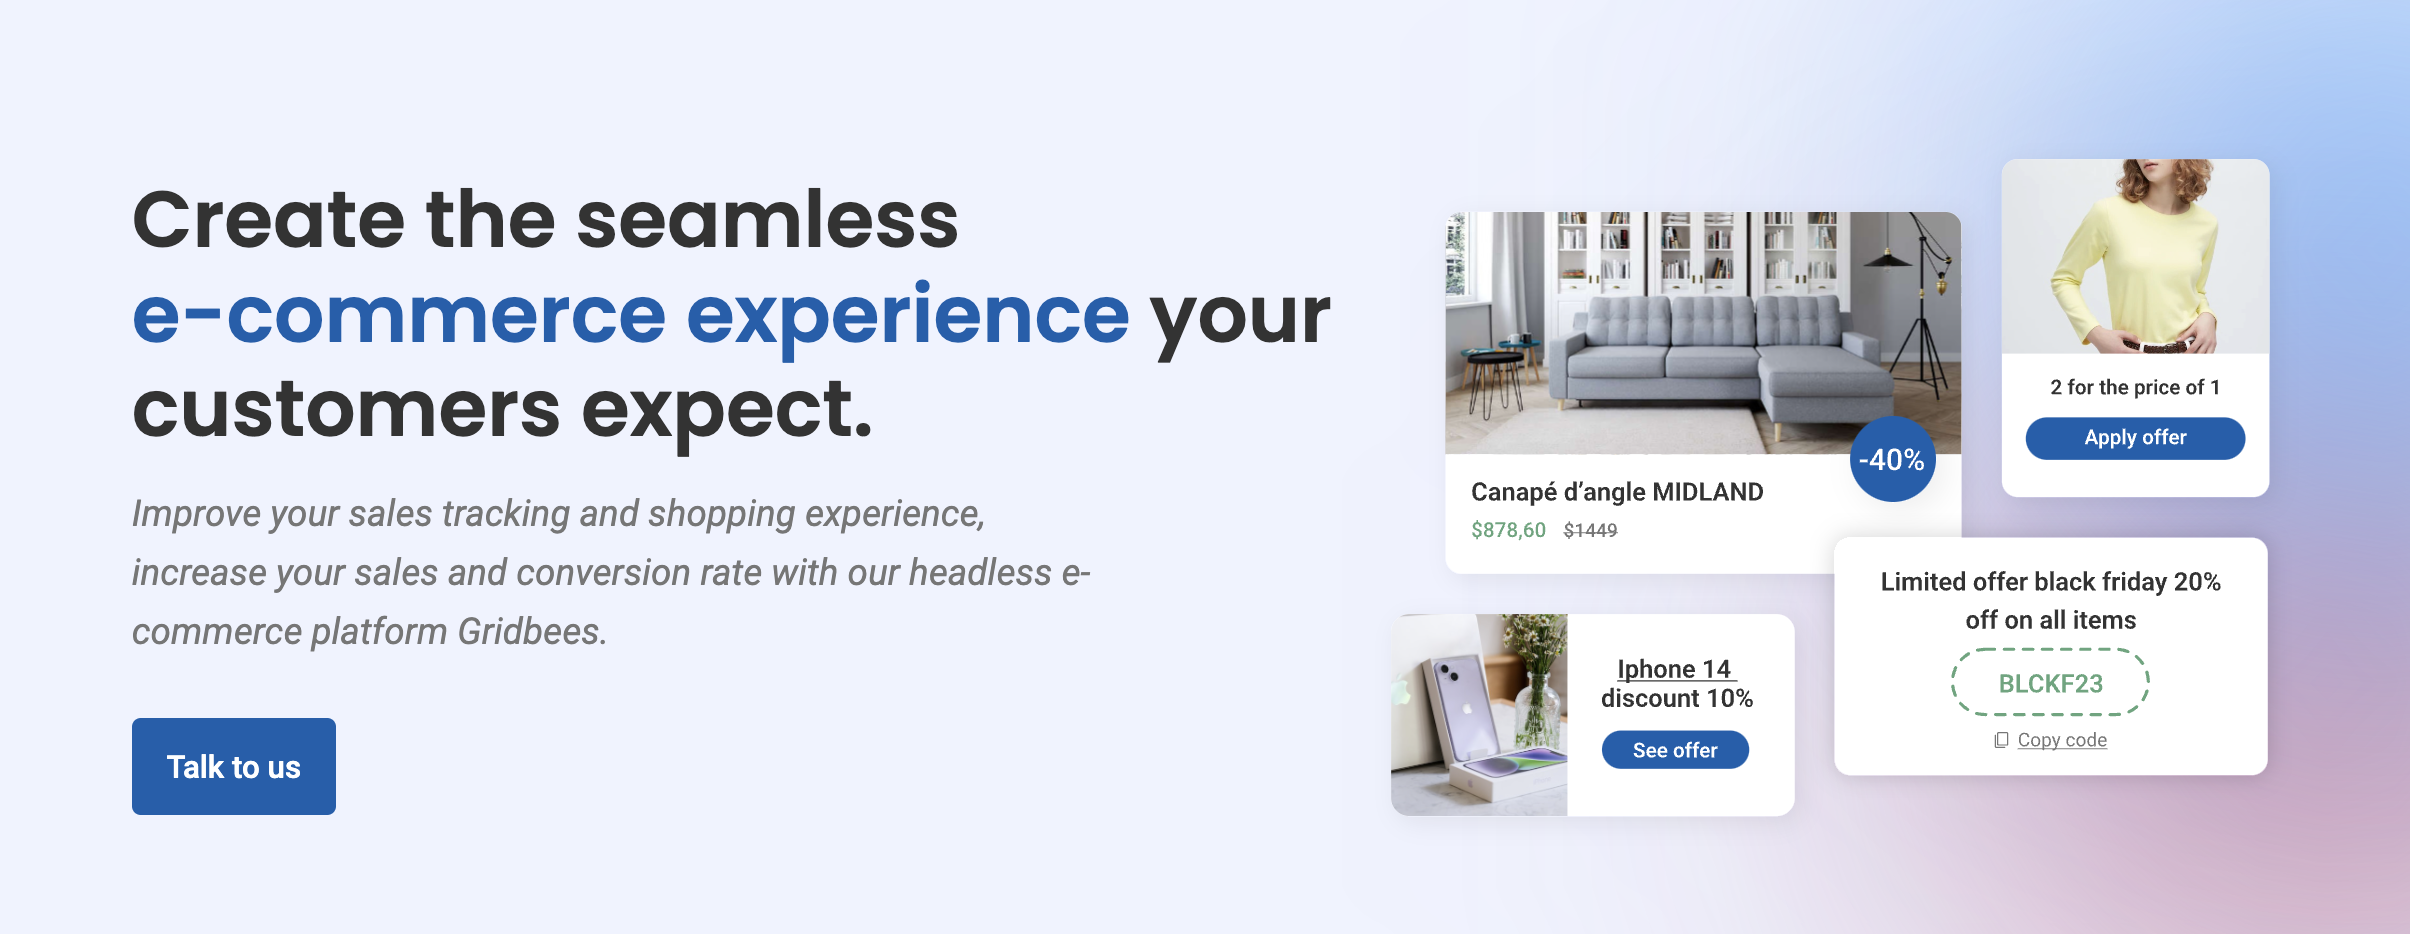 Create the seamless
e-commerce experience your
customers expect.
Improve your sales tracking and shopping experience,
increase your sales and conversion rate with our headless e-
commerce platform Gridbees.
Talk to us
-40%
Canapé d’angle MIDLAND
$878,60 $1449
2 for the price of 1
Apply offer
Iphone 14
discount 10%
See offer
Limited offer black friday 20%
off on all items
BLCKF23
Copy code